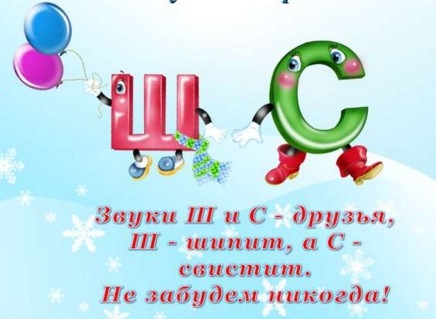 Ш С
Звуки Ш и С - друзья,
Ш - шипит, а С -
свистит.
Не забудем никогда!